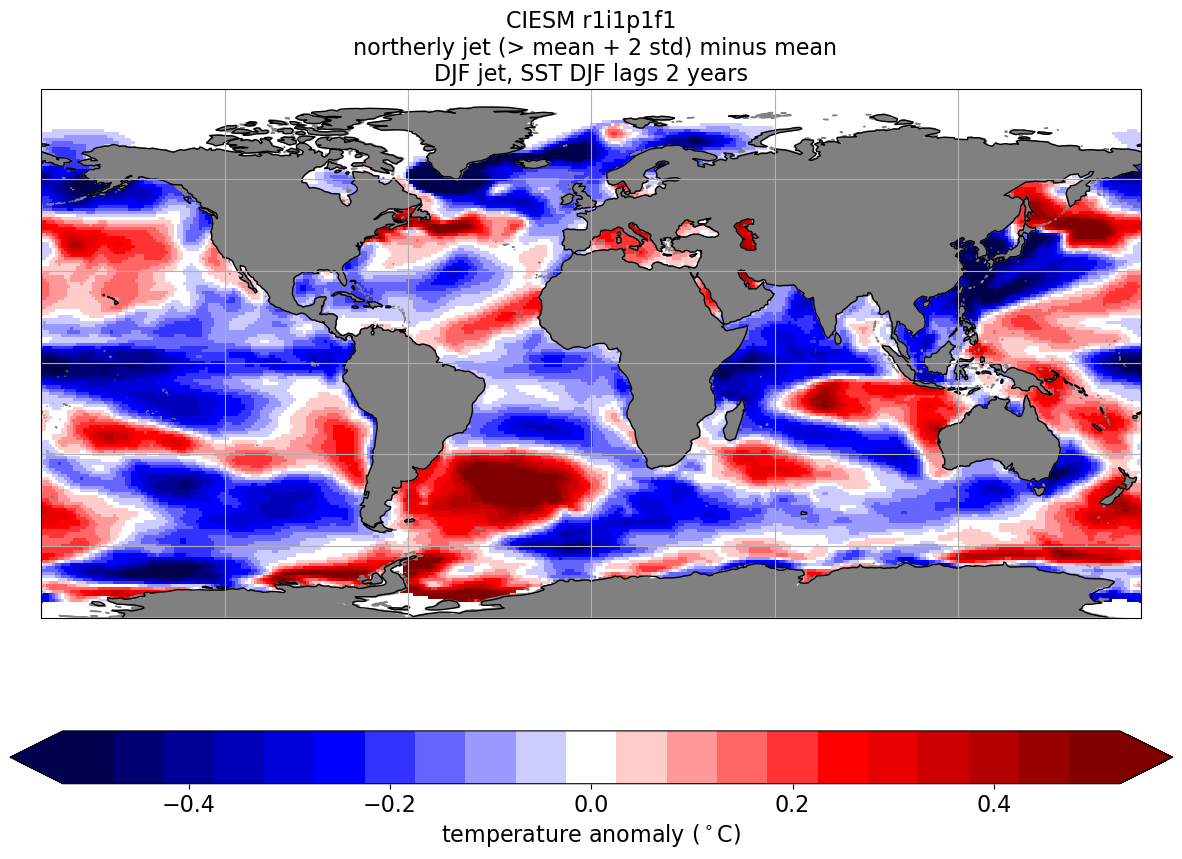 CIESM r1i1p1f1
northerly jet (> mean + 2 std) minus mean
DJF jet, SST DJF lags 2 years
−0.4 −0.2 0.0 0.2 0.4
temperature anomaly (°C)